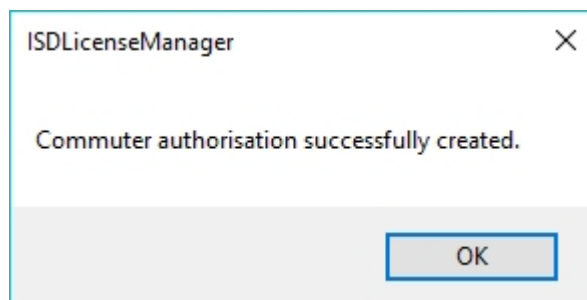 ISDLicenseManager
Commuter authorisation successfully created.
OK